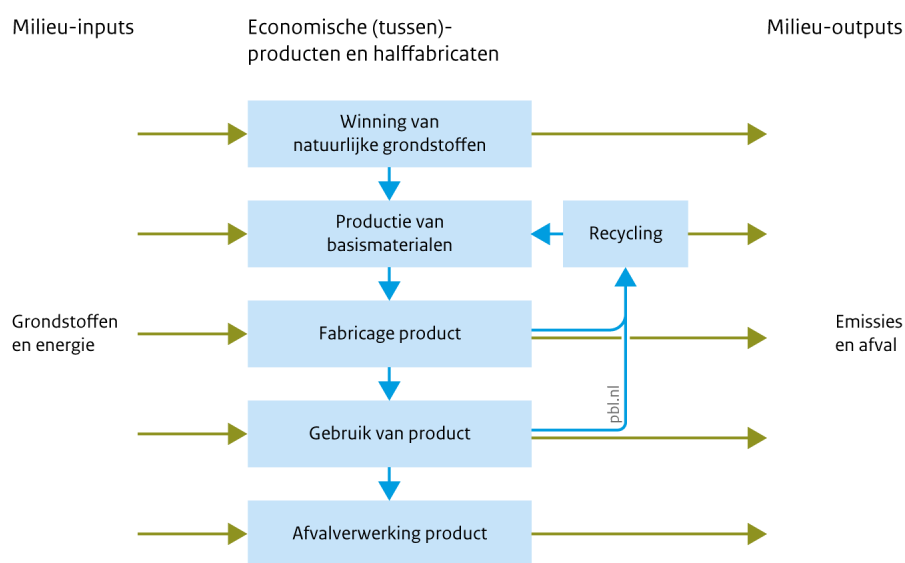 Milieu-inputs
Economische (tussen)-
producten en halffabricaten
Milieu-outputs
Winning van
natuurlijke grondstoffen
Productie van
basismaterialen
Recycling
Grondstoffen
en energie
Fabricage product
Emissies
en afval
pbl.nl
Gebruik van product
Afvalverwerking product